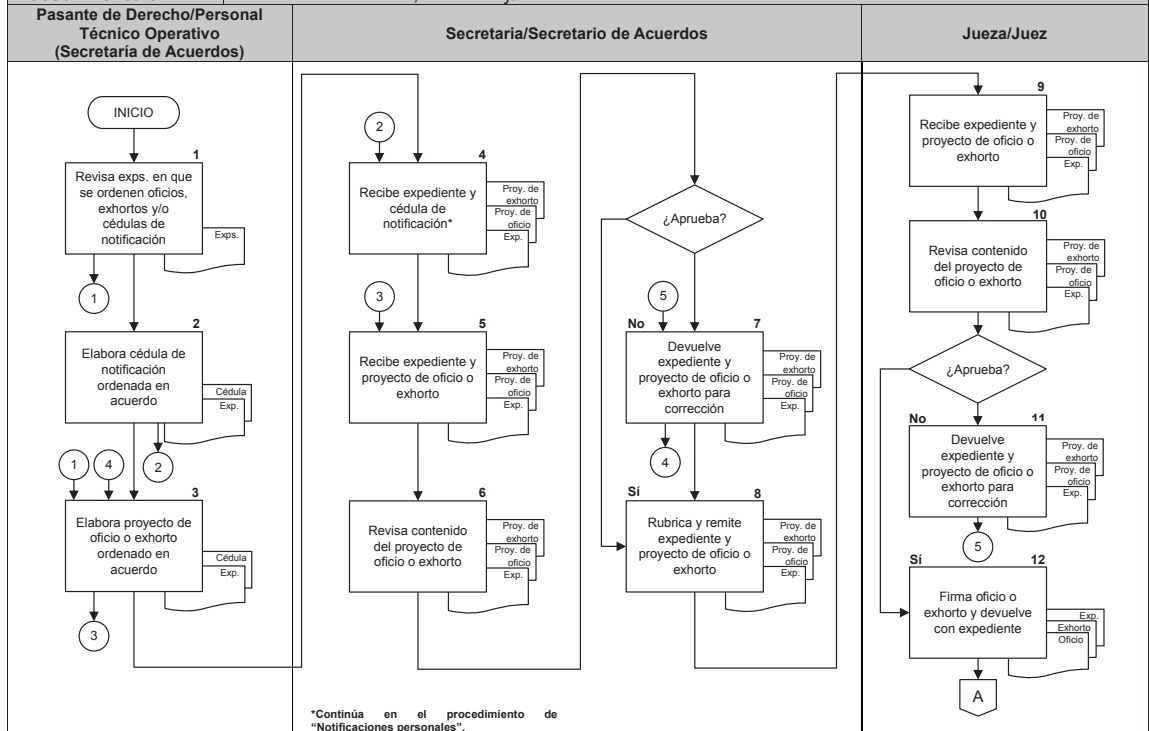 Pasante de Derecho/Personal
Técnico Operativo
(Secretaría de Acuerdos)
Secretaria/Secretario de Acuerdos
Jueza/Juez
INICIO
1
Revisa exps. en que
se ordenen oficios,
exhortos y/o
cédulas de
notificación
Exps.
1
2
Elabora cédula de
notificación
ordenada en
acuerdo
Cédula
Exp.
2
1
4
3
Elabora proyecto de
oficio o exhorto
ordenado en
acuerdo
Cédula
Exp.
3
2
4
Recibe expediente y
cédula de
notificación*
Proy. de
exhorto
Proy. de
oficio
Exp.
3
5
Recibe expediente y
proyecto de oficio o
exhorto
Proy. de
exhorto
Proy. de
oficio
Exp.
6
Revisa contenido
del proyecto de
oficio o exhorto
Proy. de
exhorto
Proy. de
oficio
Exp.
*Continúa en el procedimiento de
“Notificaciones personales”.
¿Aprueba?
5
No
7
Devuelve
expediente y
proyecto de oficio o
exhorto para
corrección
Proy. de
exhorto
Proy. de
oficio
Exp.
4
Sí
8
Rubrica y remite
expediente y
proyecto de oficio o
exhorto
Proy. de
exhorto
Proy. de
oficio
Exp.
9
Recibe expediente y
proyecto de oficio o
exhorto
Proy. de
exhorto
Proy. de
oficio
Exp.
10
Revisa contenido
del proyecto de
oficio o exhorto
Proy. de
exhorto
Proy. de
oficio
Exp.
¿Aprueba?
No
11
Devuelve
expediente y
proyecto de oficio o
exhorto para
corrección
Proy. de
exhorto
Proy. de
oficio
Exp.
5
Sí
12
Firma oficio o
exhorto y devuelve
con expediente
Exp.
Exhorto
Oficio
A